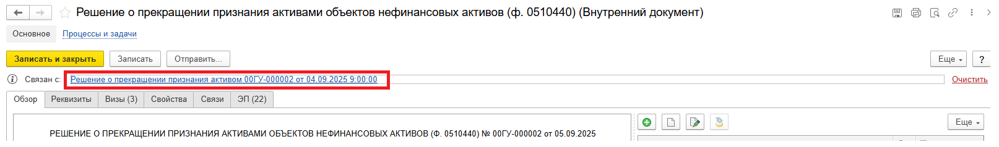 Решение о прекращении признания активами объектов нефинансовых активов (ф. 0510440) (Внутренний документ)
Основное Процессы и задачи
Записать и закрыть Записать Отправить... Еще ?
Связан с: Решение о прекращении признания активом 00ГУ-000002 от 04.09.2025 9:00:00 Очистить
Обзор Реквизиты Визы (3) Свойства Связи ЭП (22)
Еще
РЕШЕНИЕ О ПРЕКРАЩЕНИИ ПРИЗНАНИЯ АКТИВАМИ ОБЪЕКТОВ НЕФИНАНСОВЫХ АКТИВОВ (Ф. 0510440) № 00ГУ-000002 от 05.09.2025